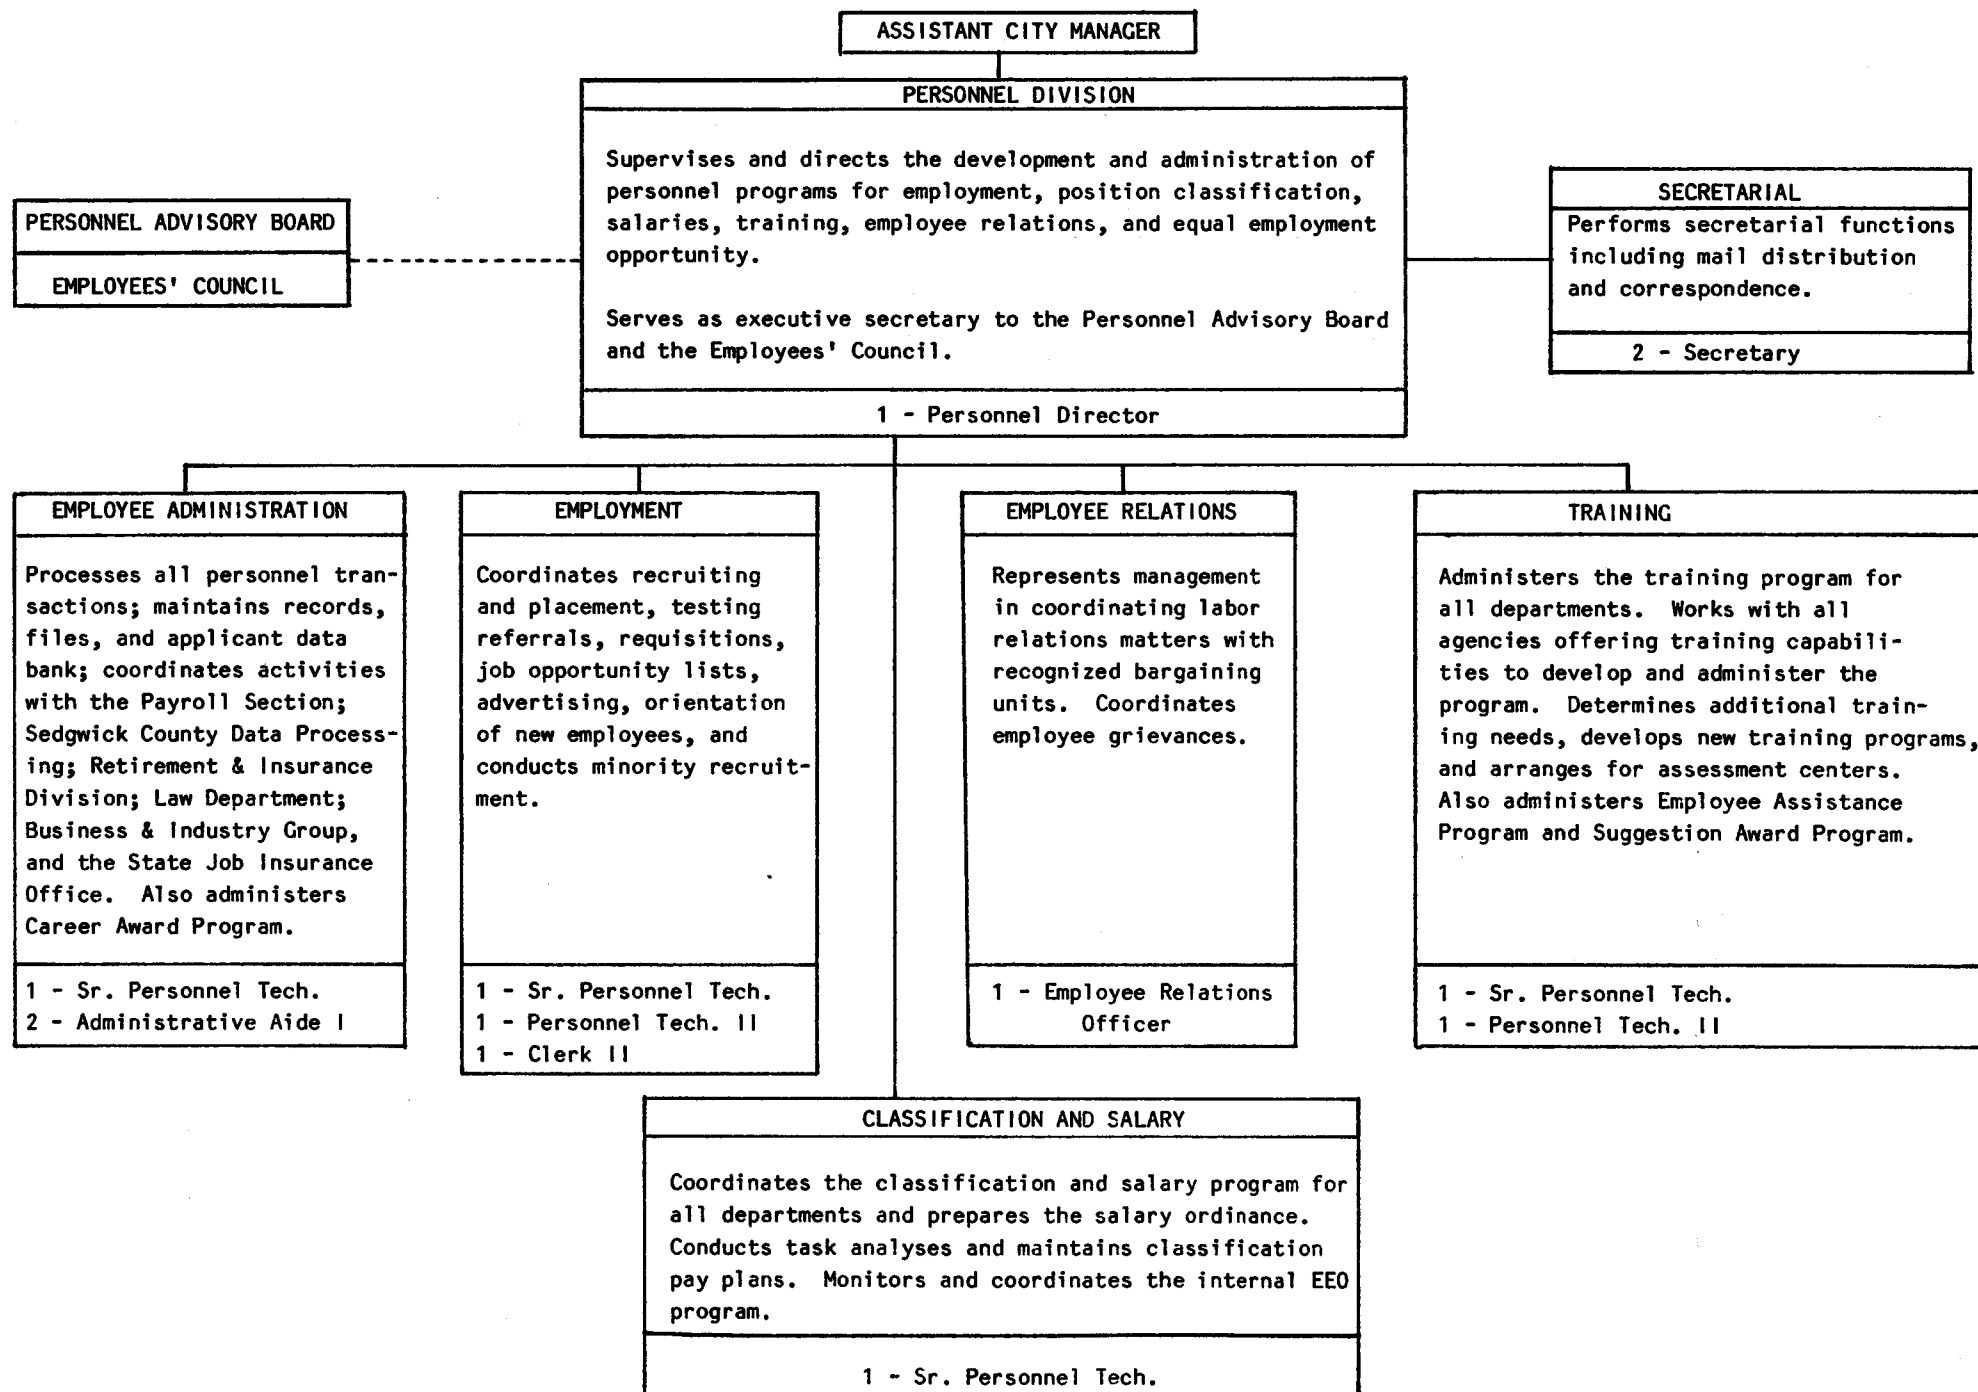 ASSISTANT CITY MANAGER
PERSONNEL DIVISION
Supervises and directs the development and administration of
personnel programs for employment, position classification,
salaries, training, employee relations, and equal employment
opportunity.
Serves as executive secretary to the Personnel Advisory Board
and the Employees' Council.
1 - Personnel Director
PERSONNEL ADVISORY BOARD
EMPLOYEES' COUNCIL
SECRETARIAL
Performs secretarial functions
including mail distribution
and correspondence.
2 - Secretary
EMPLOYEE ADMINISTRATION
Processes all personnel tran-
sactions; maintains records,
files, and applicant data
bank; coordinates activities
with the Payroll Section;
Sedgwick County Data Process-
ing; Retirement & Insurance
Division; Law Department;
Business & Industry Group,
and the State Job Insurance
Office. Also administers
Career Award Program.
1 - Sr. Personnel Tech.
2 - Administrative Aide I
EMPLOYMENT
Coordinates recruiting
and placement, testing
referrals, requisitions,
job opportunity lists,
advertising, orientation
of new employees, and
conducts minority recruit-
ment.
1 - Sr. Personnel Tech.
1 - Personnel Tech. II
1 - Clerk II
EMPLOYEE RELATIONS
Represents management
in coordinating labor
relations matters with
recognized bargaining
units. Coordinates
employee grievances.
1 - Employee Relations
Officer
TRAINING
Administers the training program for
all departments. Works with all
agencies offering training capabili-
ties to develop and administer the
program. Determines additional train-
ing needs, develops new training programs,
and arranges for assessment centers.
Also administers Employee Assistance
Program and Suggestion Award Program.
1 - Sr. Personnel Tech.
1 - Personnel Tech. II
CLASSIFICATION AND SALARY
Coordinates the classification and salary program for
all departments and prepares the salary ordinance.
Conducts task analyses and maintains classification
pay plans. Monitors and coordinates the internal EEO
program.
1 - Sr. Personnel Tech.